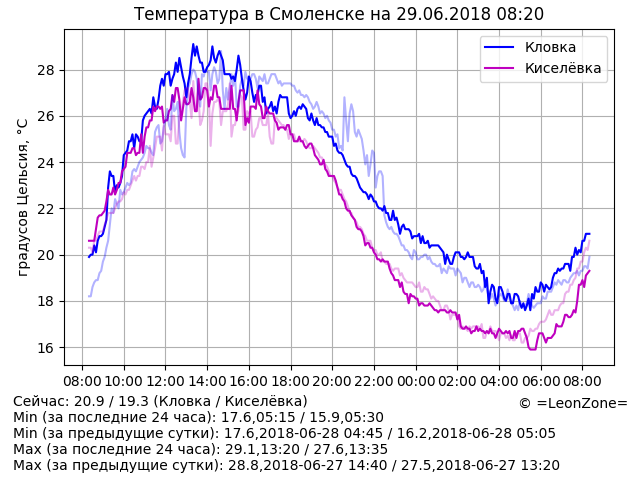 Температура в Смоленске на 29.06.2018 08:20
Кловка
Киселёвка
градусов Цельсия, °C
28
26
24
22
20
18
16
08:00 10:00 12:00 14:00 16:00 18:00 20:00 22:00 00:00 02:00 04:00 06:00 08:00
Сейчас: 20.9 / 19.3 (Кловка / Киселёвка)
© =LeonZone=
Min (за последние 24 часа): 17.6,05:15 / 15.9,05:30
Min (за предыдущие сутки): 17.6,2018-06-28 04:45 / 16.2,2018-06-28 05:05
Max (за последние 24 часа): 29.1,13:20 / 27.6,13:35
Max (за предыдущие сутки): 28.8,2018-06-27 14:40 / 27.5,2018-06-27 13:20